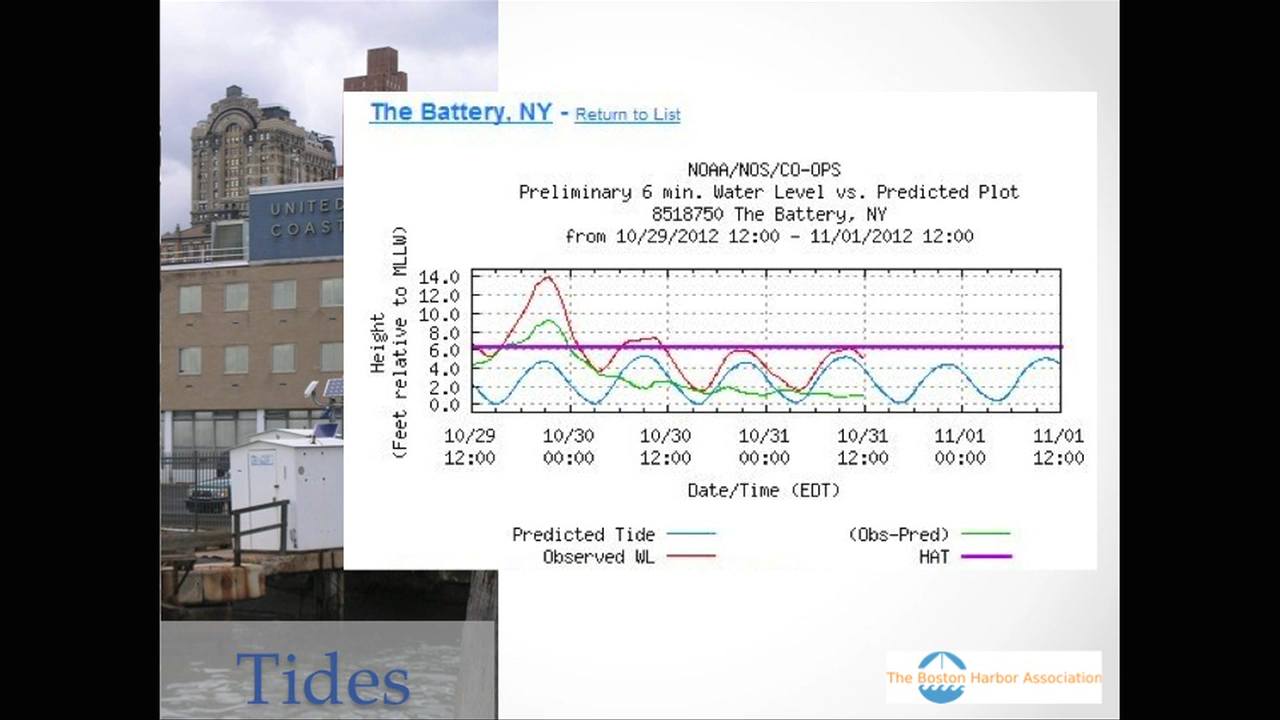 The Battery, NY - Return to List
NOAA/NOS/CO-OPS
Preliminary 6 min. Water Level vs. Predicted Plot
8518750 The Battery, NY
from 10/29/2012 12:00 - 11/01/2012 12:00
UNITED
COAST
Height
(Feet relative to MLLW)
14.0
12.0
10.0
8.0
6.0
4.0
2.0
0.0
10/29 10/30 10/30 10/31 10/31 11/01 11/01
12:00 00:00 12:00 00:00 12:00 00:00 12:00
Date/Time (EDT)
Predicted Tide (Obs-Pred)
Observed WL HAT
Tides
The Boston Harbor Association